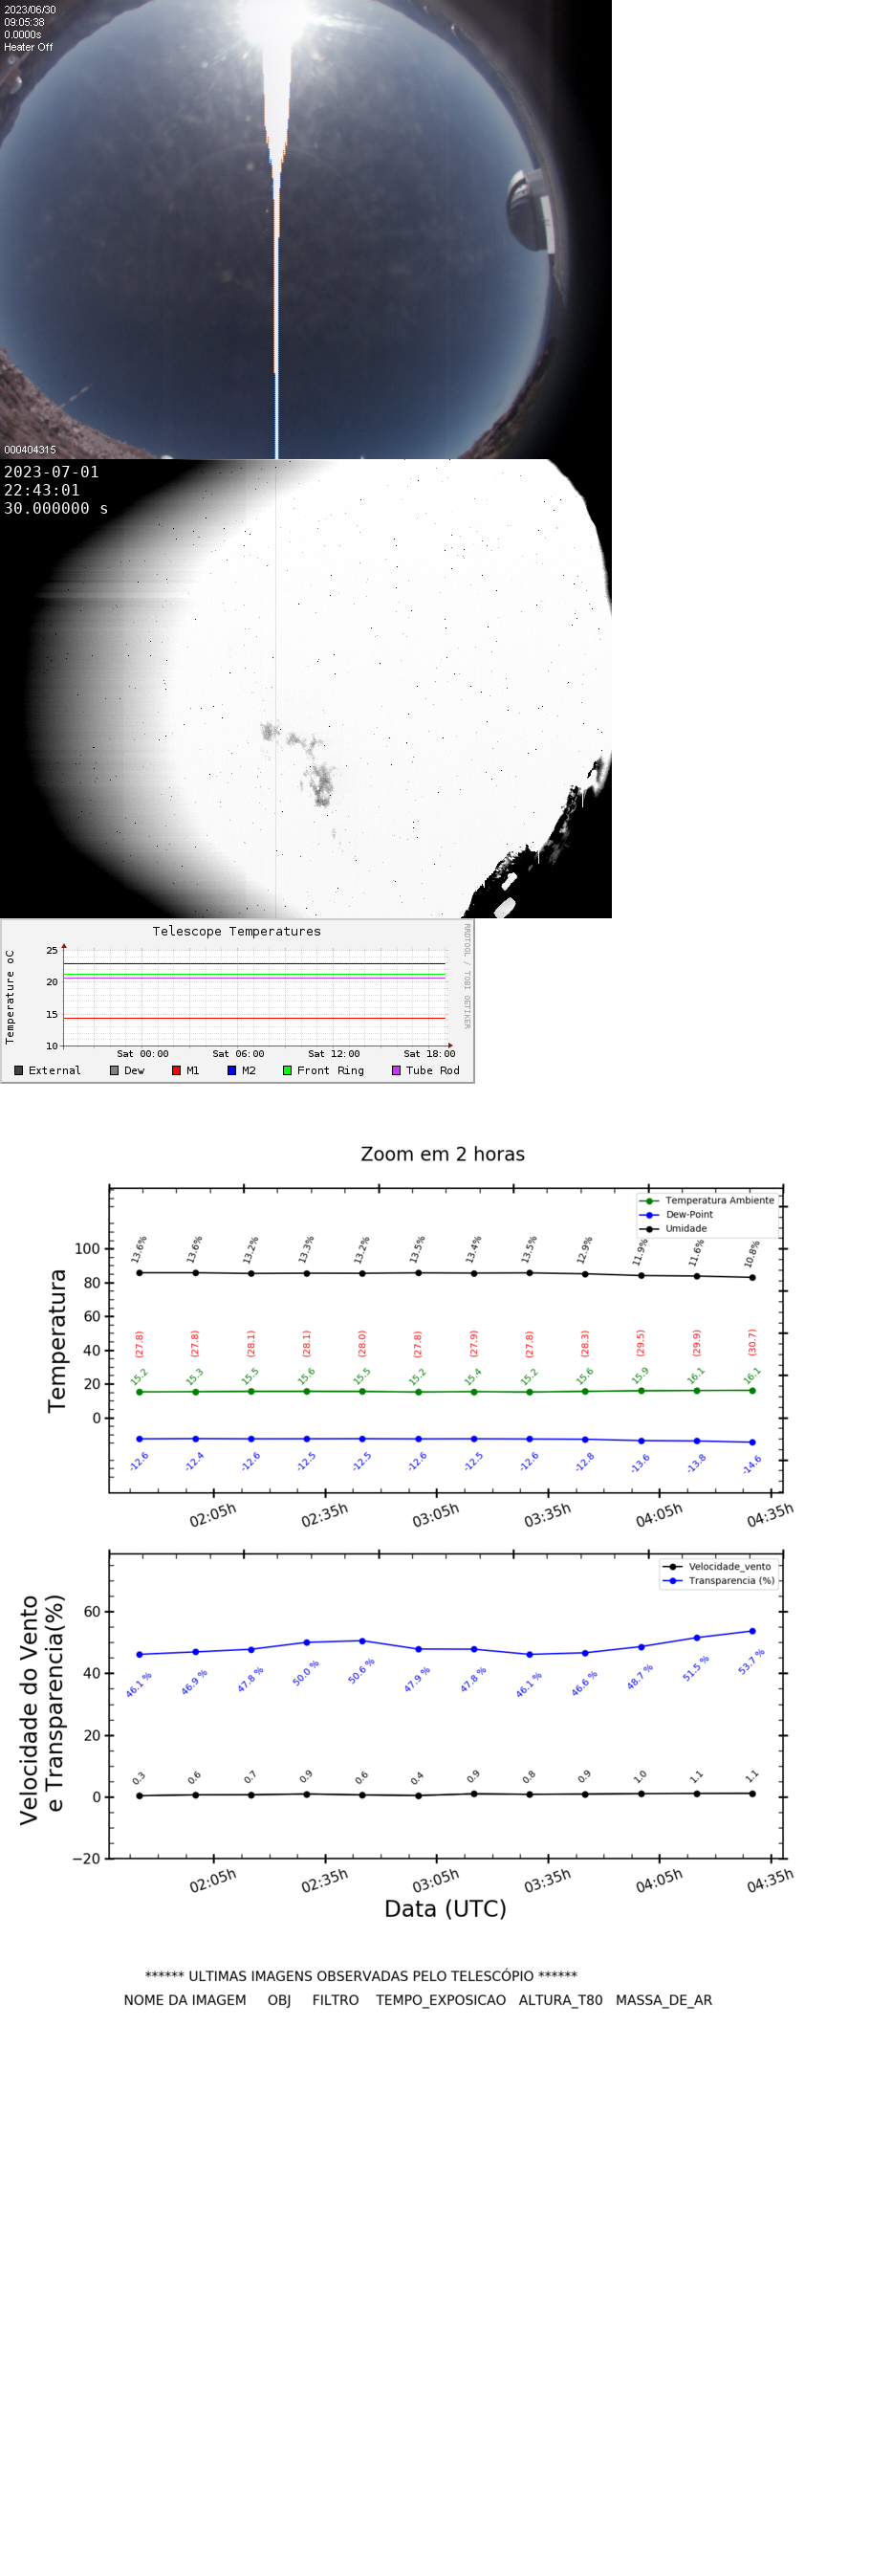 2023/06/30
09:05:38
0.0000s
Heater Off
000404315
2023-07-01
22:43:01
30.000000 s
Telescope Temperatures
RRDTOOL / TOBI OETIKER
Temperature oC
25
20
15
10
Sat 00:00 Sat 06:00 Sat 12:00 Sat 18:00
External Dew M1 M2 Front Ring Tube Rod
Zoom em 2 horas
Temperatura Ambiente
Dew-Point
Umidade
Temperatura
100
80
60
40
20
0
13.6% 13.6% 13.2% 13.3% 13.2% 13.5% 13.4% 13.5% 12.9% 11.9% 11.6% 10.8%
(27.8) (27.8) (28.1) (28.1) (28.0) (27.8) (27.9) (27.8) (28.3) (29.5) (29.9) (30.7)
15.2 15.3 15.5 15.6 15.5 15.2 15.4 15.2 15.6 15.9 16.1 16.1
-12.6 -12.4 -12.6 -12.5 -12.5 -12.6 -12.5 -12.6 -12.8 -13.6 -13.8 -14.6
02:05h 02:35h 03:05h 03:35h 04:05h 04:35h
Velocidade_vento
Transparencia (%)
Velocidade do Vento
e Transparencia(%)
60
40
20
0
−20
46.1 % 46.9 % 47.8 % 50.0 % 50.6 % 47.9 % 47.8 % 46.1 % 46.6 % 48.7 % 51.5 % 53.7 %
0.3 0.6 0.7 0.9 0.6 0.4 0.9 0.8 0.9 1.0 1.1 1.1
02:05h 02:35h 03:05h 03:35h 04:05h 04:35h
Data (UTC)
****** ULTIMAS IMAGENS OBSERVADAS PELO TELESCÓPIO ******
NOME DA IMAGEM OBJ FILTRO TEMPO_EXPOSICAO ALTURA_T80 MASSA_DE_AR